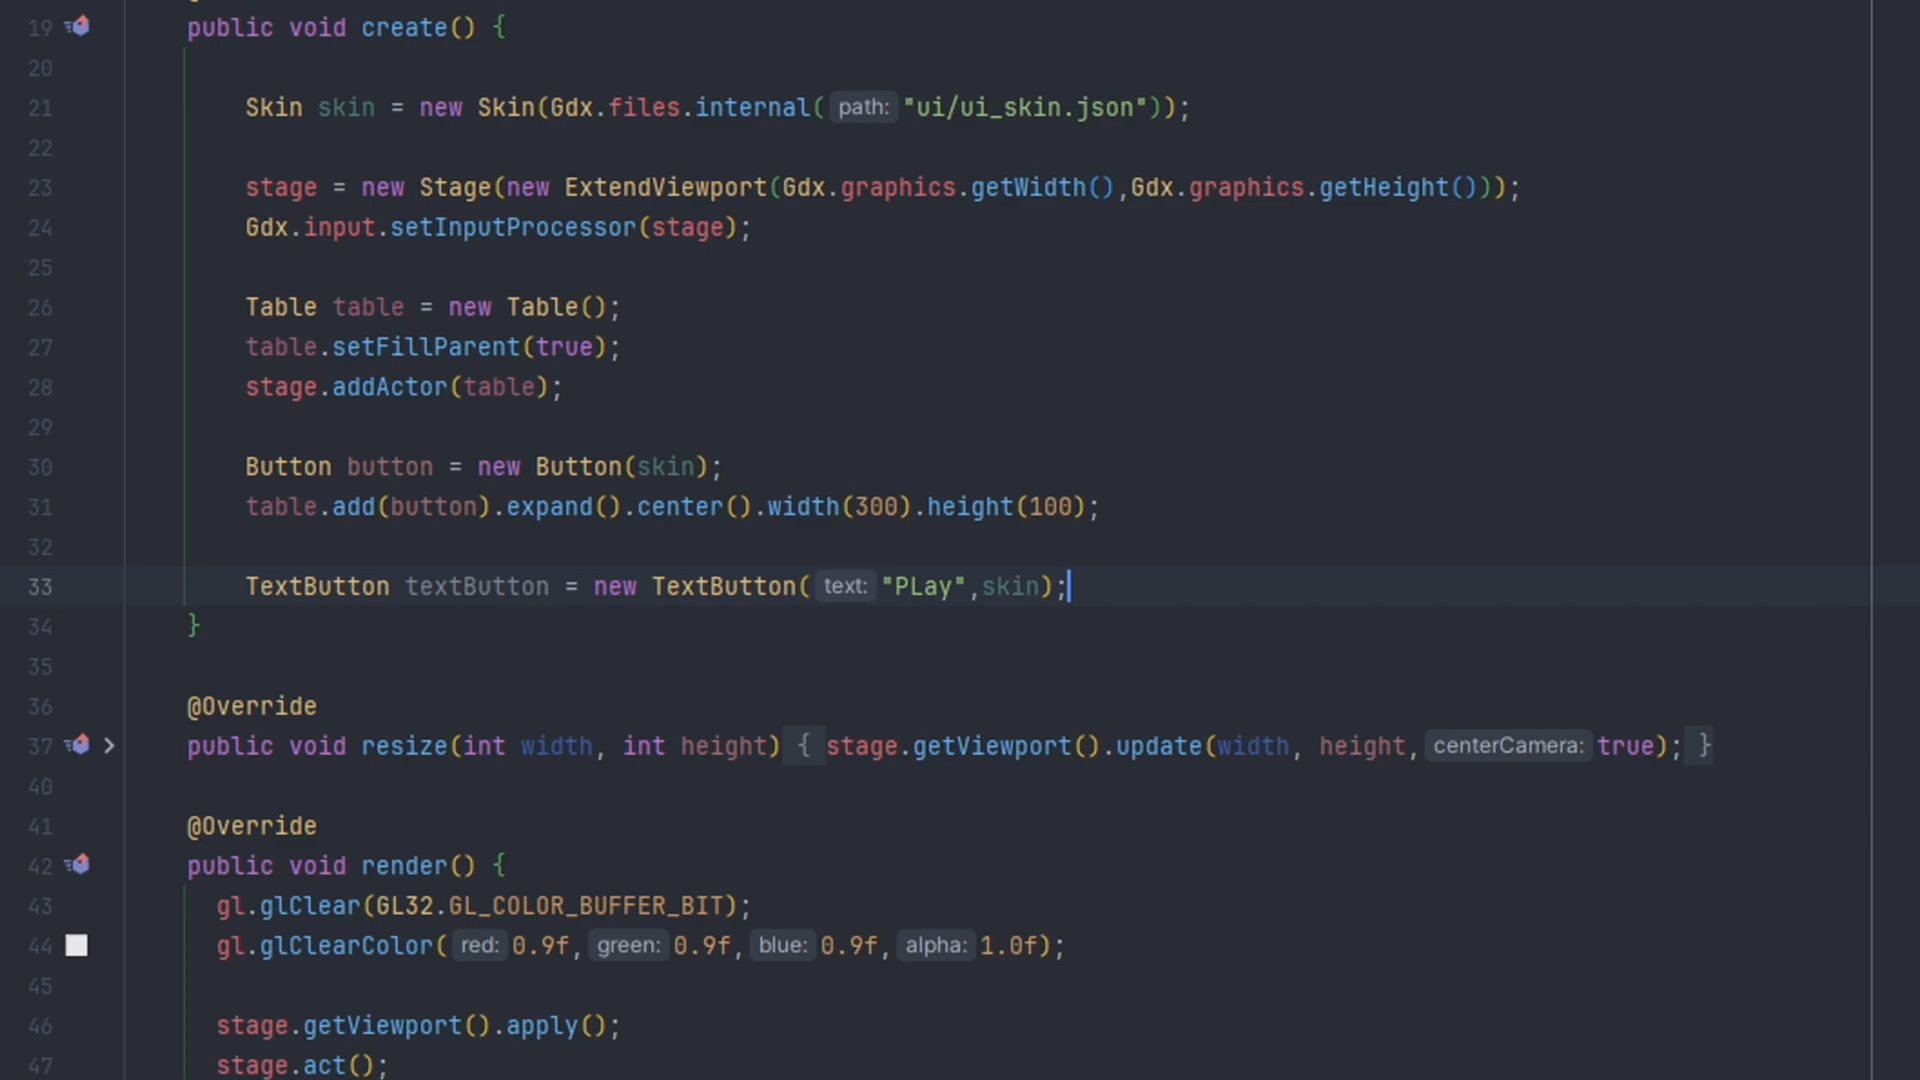 19 public void create() {
20
21 Skin skin = new Skin(Gdx.files.internal( path: "ui/ui_skin.json"));
22
23 stage = new Stage(new ExtendViewport(Gdx.graphics.getWidth(),Gdx.graphics.getHeight()));
24 Gdx.input.setInputProcessor(stage);
25
26 Table table = new Table();
27 table.setFillParent(true);
28 stage.addActor(table);
29
30 Button button = new Button(skin);
31 table.add(button).expand().center().width(300).height(100);
32
33 TextButton textButton = new TextButton( text: "PLay",skin);
34 }
35
36 @Override
37 public void resize(int width, int height) { stage.getViewport().update(width, height, centerCamera: true); }
40
41 @Override
42 public void render() {
43 gl.glClear(GL32.GL_COLOR_BUFFER_BIT);
44 gl.glClearColor( red: 0.9f, green: 0.9f, blue: 0.9f, alpha: 1.0f);
45
46 stage.getViewport().apply();
47 stage.act();